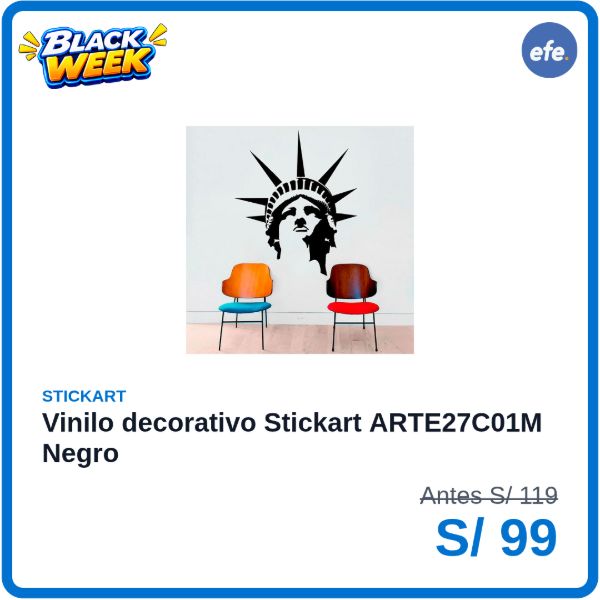 BLACK
WEEK
efe.
STICKART
Vinilo decorativo Stickart ARTE27C01M
Negro
Antes S/ 119
S/ 99